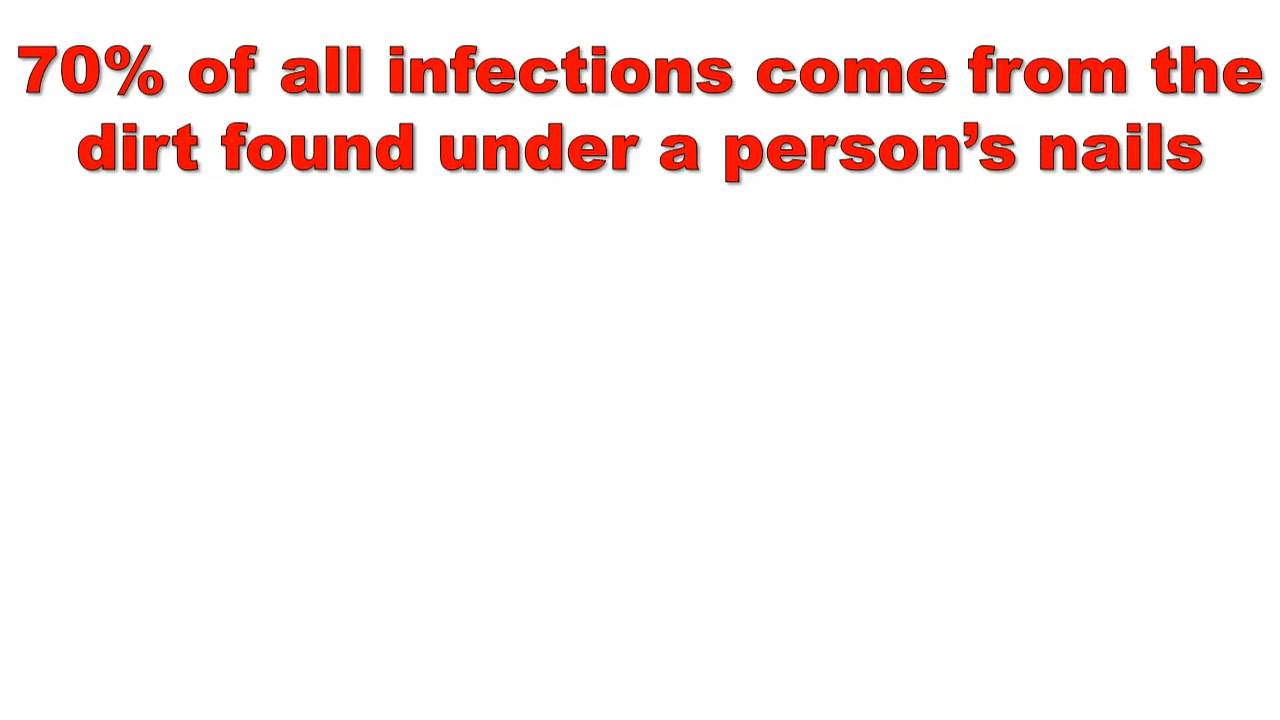 70% of all infections come from the
dirt found under a person’s nails